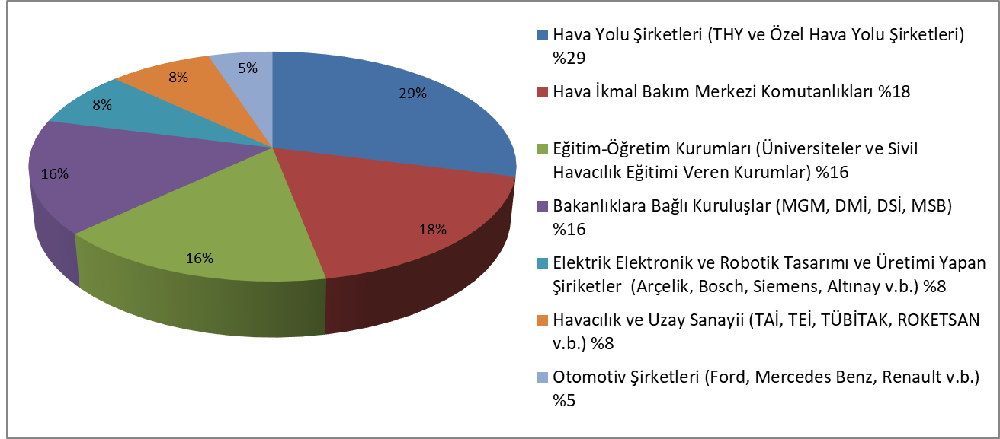 5%
8%
29%
8%
16%
18%
16%
Hava Yolu Şirketleri (THY ve Özel Hava Yolu Şirketleri)
%29
Hava İkmal Bakım Merkezi Komutanlıkları %18
Eğitim-Öğretim Kurumları (Üniversiteler ve Sivil
Havacılık Eğitimi Veren Kurumlar) %16
Bakanlıklara Bağlı Kuruluşlar (MGM, DMİ, DSİ, MSB)
%16
Elektrik Elektronik ve Robotik Tasarımı ve Üretimi Yapan
Şiriketler (Arçelik, Bosch, Siemens, Altınay v.b.) %8
Havacılık ve Uzay Sanayii (TAİ, TEİ, TÜBİTAK, ROKETSAN
v.b.) %8
Otomotiv Şirketleri (Ford, Mercedes Benz, Renault v.b.)
%5